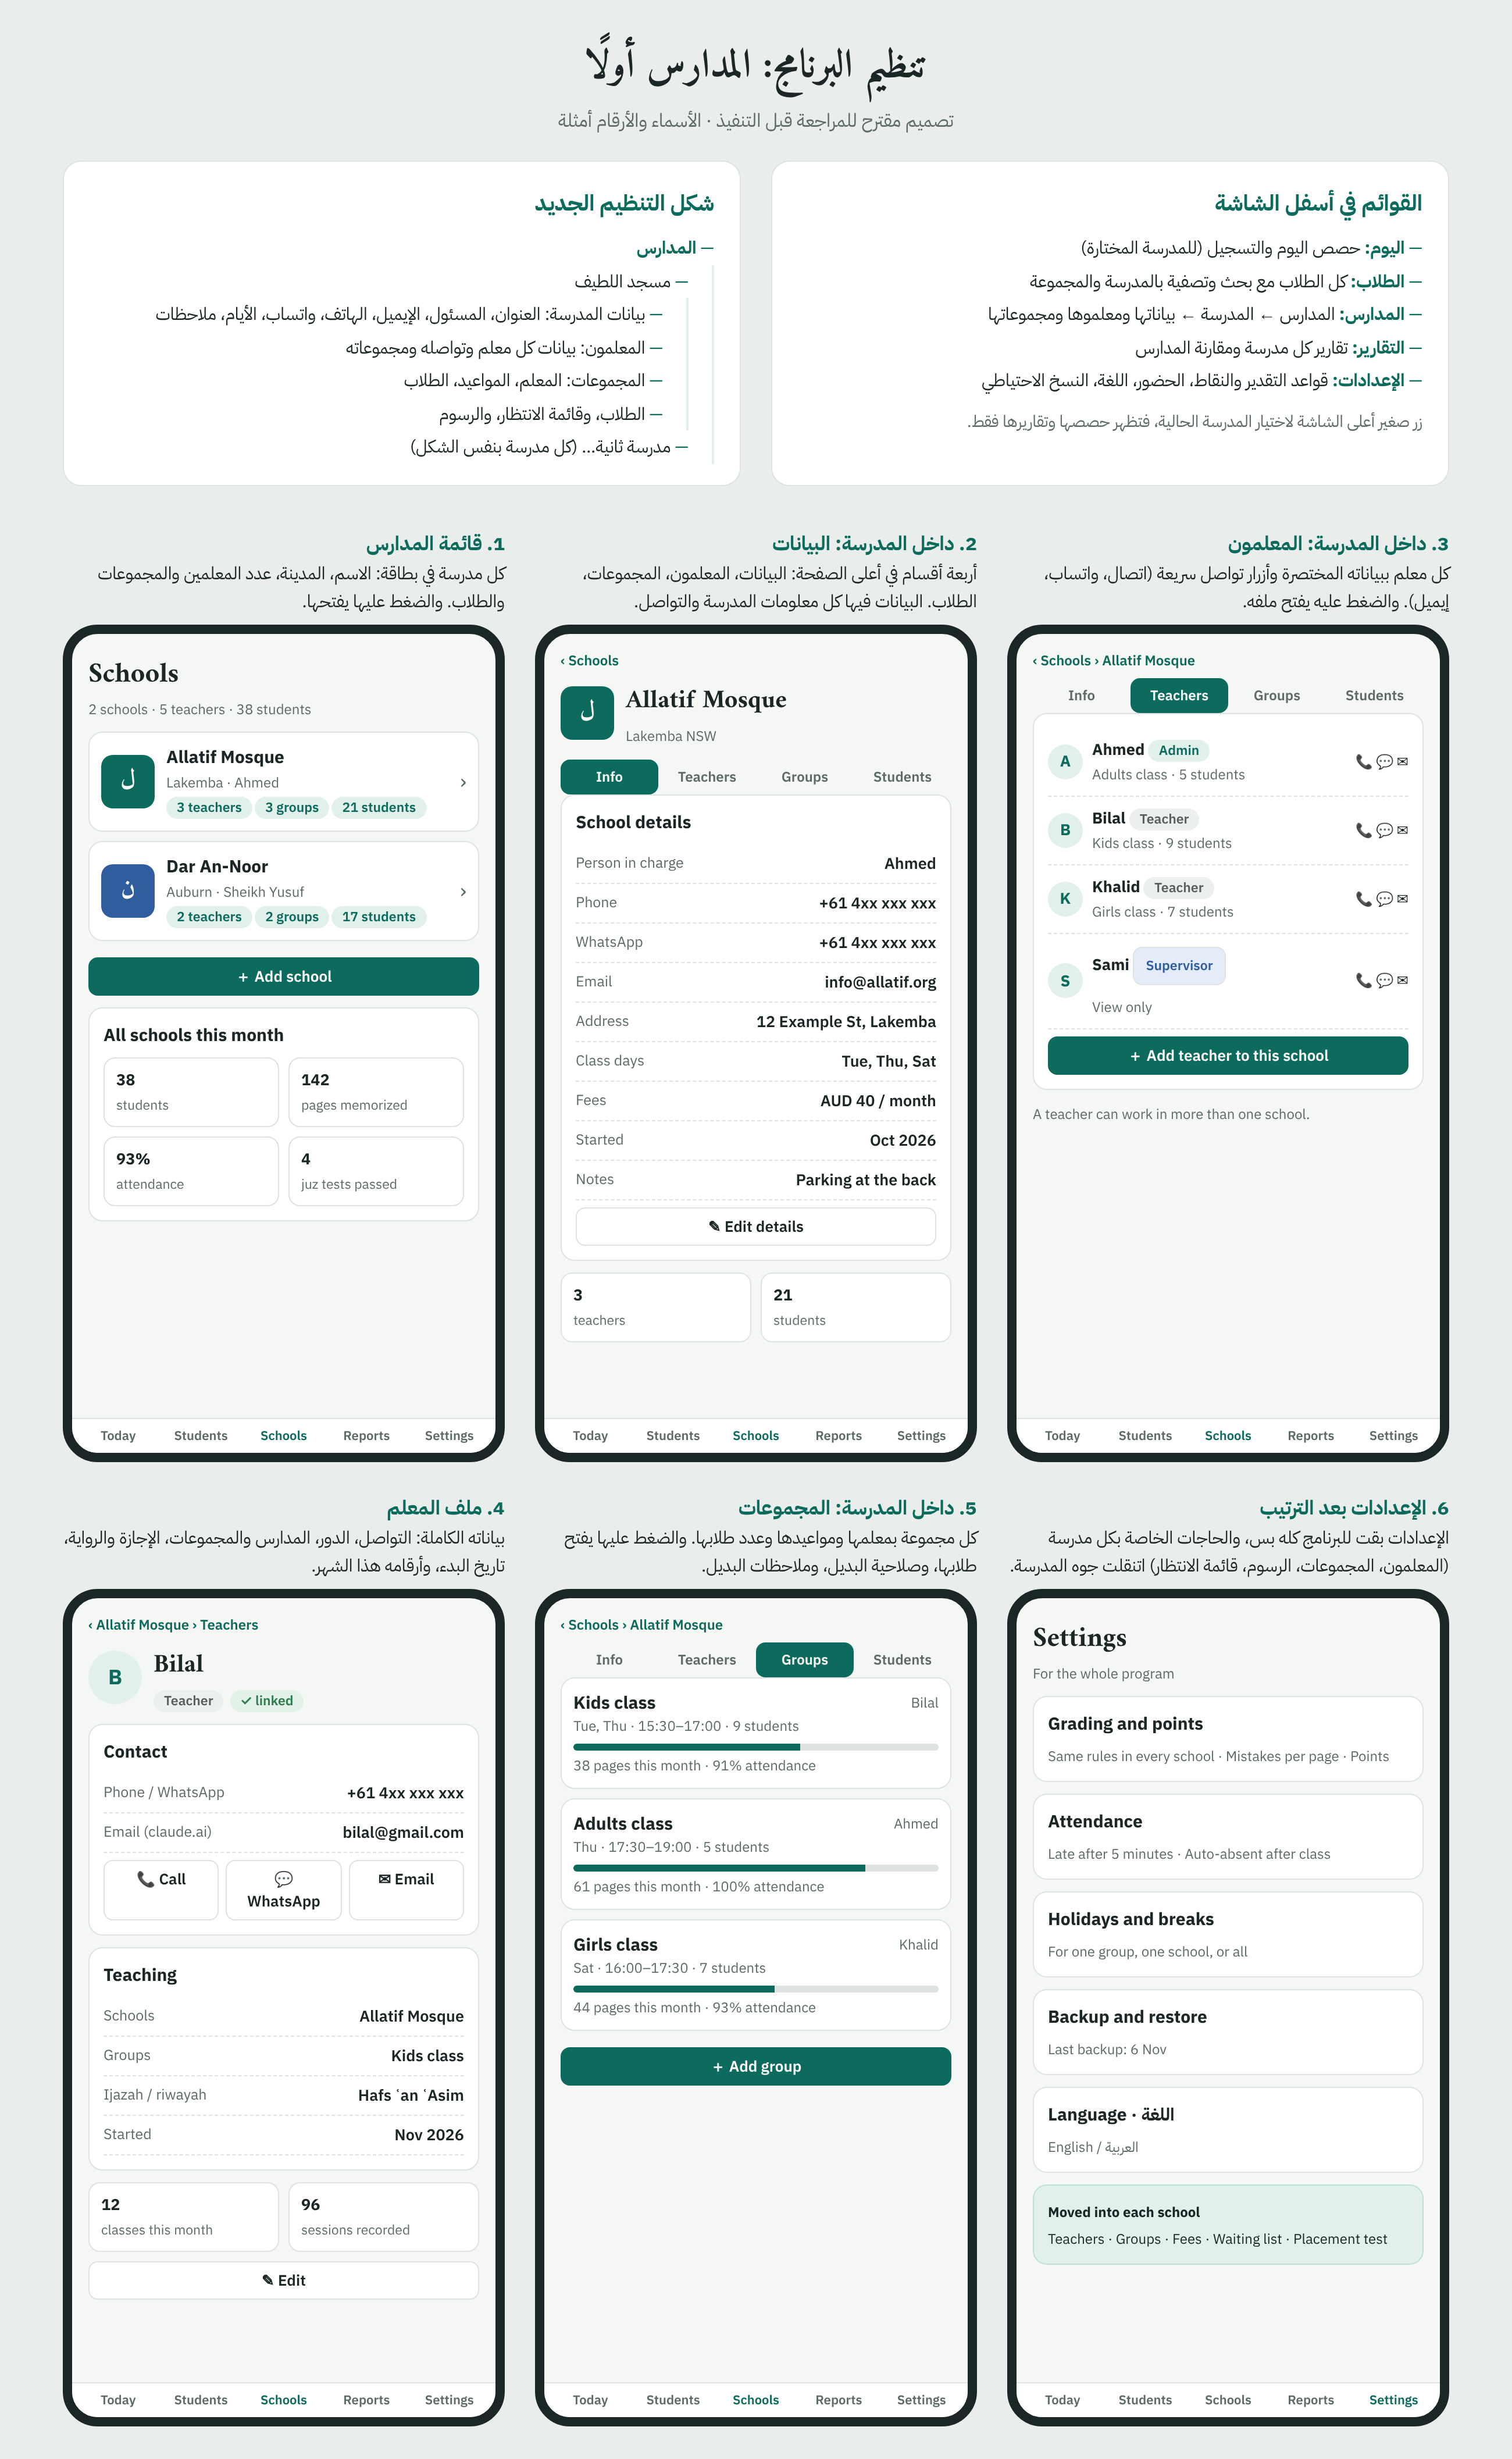 تنظيم البرنامج: المدارس أولًا
تصميم مقترح للمراجعة قبل التنفيذ · الأسماء والأرقام أمثلة
القوائم في أسفل الشاشة
— اليوم: حصص اليوم والتسجيل (للمدرسة المختارة)
— الطلاب: كل الطلاب مع بحث وتصفية بالمدرسة والمجموعة
— المدارس: المدارس ← المدرسة ← بياناتها ومعلموها ومجموعاتها
— التقارير: تقارير كل مدرسة ومقارنة المدارس
— الإعدادات: قواعد التقدير والنقاط، الحضور، اللغة، النسخ الاحتياطي
زر صغير أعلى الشاشة لاختيار المدرسة الحالية، فتظهر حصصها وتقاريرها فقط.
شكل التنظيم الجديد
— المدارس
— مسجد اللطيف
— بيانات المدرسة: العنوان، المسئول، الإيميل، الهاتف، واتساب، الأيام، ملاحظات
— المعلمون: بيانات كل معلم وتواصله ومجموعاته
— المجموعات: المعلم، المواعيد، الطلاب
— الطلاب، وقائمة الانتظار، والرسوم
— مدرسة ثانية... (كل مدرسة بنفس الشكل)
1. قائمة المدارس
كل مدرسة في بطاقة: الاسم، المدينة، عدد المعلمين والمجموعات
والطلاب. والضغط عليها يفتحها.
Schools
2 schools · 5 teachers · 38 students
ل
Allatif Mosque
Lakemba · Ahmed
›
3 teachers 3 groups 21 students
ن
Dar An-Noor
Auburn · Sheikh Yusuf
›
2 teachers 2 groups 17 students
+ Add school
All schools this month
38
students
142
pages memorized
93%
attendance
4
juz tests passed
Today Students Schools Reports Settings
2. داخل المدرسة: البيانات
أربعة أقسام في أعلى الصفحة: البيانات، المعلمون، المجموعات،
الطلاب. البيانات فيها كل معلومات المدرسة والتواصل.
‹ Schools
ل
Allatif Mosque
Lakemba NSW
Info Teachers Groups Students
School details
Person in charge Ahmed
Phone +61 4xx xxx xxx
WhatsApp +61 4xx xxx xxx
Email info@allatif.org
Address 12 Example St, Lakemba
Class days Tue, Thu, Sat
Fees AUD 40 / month
Started Oct 2026
Notes Parking at the back
✎ Edit details
3
teachers
21
students
Today Students Schools Reports Settings
3. داخل المدرسة: المعلمون
كل معلم ببياناته المختصرة وأزرار تواصل سريعة (اتصال، واتساب،
إيميل). والضغط عليه يفتح ملفه.
‹ Schools › Allatif Mosque
Info Teachers Groups Students
A
Ahmed Admin
Adults class · 5 students
B
Bilal Teacher
Kids class · 9 students
K
Khalid Teacher
Girls class · 7 students
S
Sami Supervisor
View only
+ Add teacher to this school
A teacher can work in more than one school.
Today Students Schools Reports Settings
4. ملف المعلم
بياناته الكاملة: التواصل، الدور، المدارس والمجموعات، الإجازة والرواية،
تاريخ البدء، وأرقامه هذا الشهر.
‹ Allatif Mosque › Teachers
B
Bilal
Teacher ✓ linked
Contact
Phone / WhatsApp +61 4xx xxx xxx
Email (claude.ai) bilal@gmail.com
📞 Call
💬 WhatsApp
✉ Email
Teaching
Schools Allatif Mosque
Groups Kids class
Ijazah / riwayah Hafs ʿan ʿAsim
Started Nov 2026
12
classes this month
96
sessions recorded
✎ Edit
Today Students Schools Reports Settings
5. داخل المدرسة: المجموعات
كل مجموعة بمعلمها ومواعيدها وعدد طلابها. والضغط عليها يفتح
طلابها، وصلاحية البديل، وملاحظات البديل.
‹ Schools › Allatif Mosque
Info Teachers Groups Students
Kids class Bilal
Tue, Thu · 15:30–17:00 · 9 students
38 pages this month · 91% attendance
Adults class Ahmed
Thu · 17:30–19:00 · 5 students
61 pages this month · 100% attendance
Girls class Khalid
Sat · 16:00–17:30 · 7 students
44 pages this month · 93% attendance
+ Add group
Today Students Schools Reports Settings
6. الإعدادات بعد الترتيب
الإعدادات بقت للبرنامج كله بس، والحاجات الخاصة بكل مدرسة
(المعلمون، المجموعات، الرسوم، قائمة الانتظار) اتنقلت جوه المدرسة.
Settings
For the whole program
Grading and points
Same rules in every school · Mistakes per page · Points
Attendance
Late after 5 minutes · Auto-absent after class
Holidays and breaks
For one group, one school, or all
Backup and restore
Last backup: 6 Nov
Language · اللغة
English / العربية
Moved into each school
Teachers · Groups · Fees · Waiting list · Placement test
Today Students Schools Reports Settings